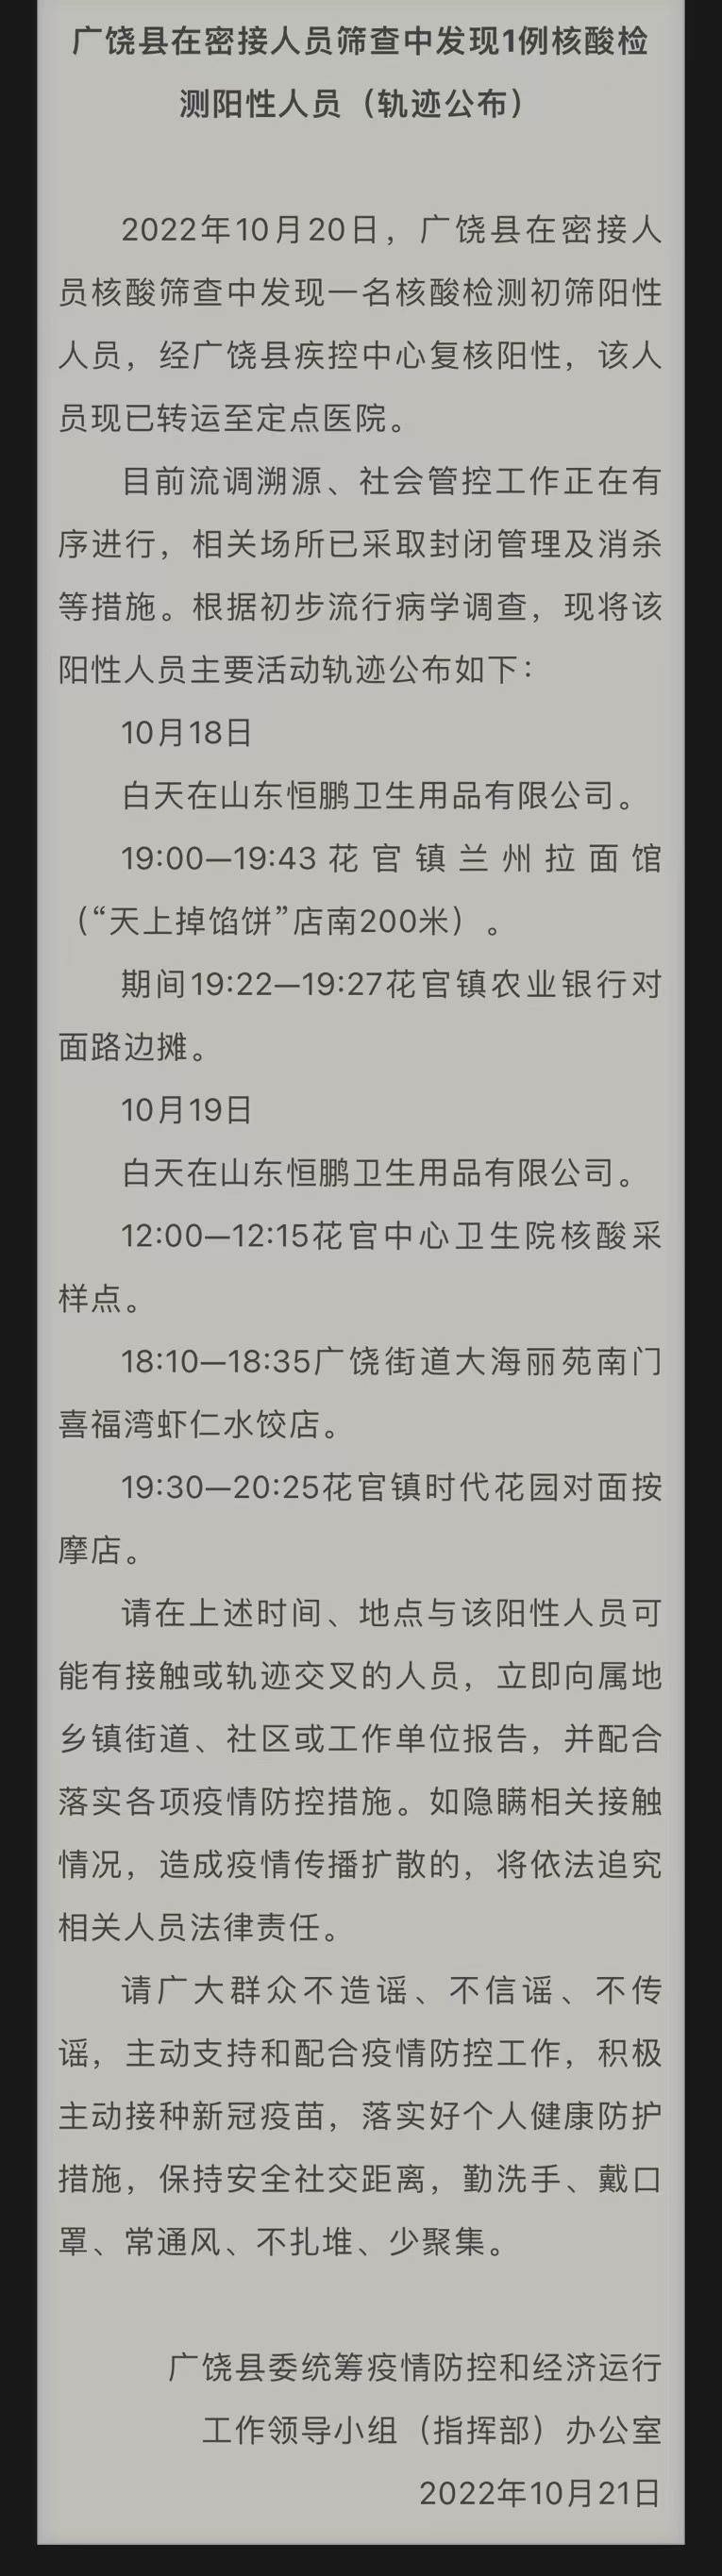 广饶县在密接人员筛查中发现1例核酸检
测阳性人员（轨迹公布）
2022年10月20日，广饶县在密接人
员核酸筛查中发现一名核酸检测初筛阳性
人员，经广饶县疾控中心复核阳性，该人
员现已转运至定点医院。
目前流调溯源、社会管控工作正在有
序进行，相关场所已采取封闭管理及消杀
等措施。根据初步流行病学调查，现将该
阳性人员主要活动轨迹公布如下：
10月18日
白天在山东恒鹏卫生用品有限公司。
19:00—19:43花官镇兰州拉面馆
（“天上掉馅饼”店南200米）。
期间19:22—19:27花官镇农业银行对
面路边摊。
10月19日
白天在山东恒鹏卫生用品有限公司。
12:00—12:15花官中心卫生院核酸采
样点。
18:10—18:35广饶街道大海丽苑南门
喜福湾虾仁水饺店。
19:30—20:25花官镇时代花园对面按
摩店。
请在上述时间、地点与该阳性人员可
能有接触或轨迹交叉的人员，立即向属地
乡镇街道、社区或工作单位报告，并配合
落实各项疫情防控措施。如隐瞒相关接触
情况，造成疫情传播扩散的，将依法追究
相关人员法律责任。
请广大群众不造谣、不信谣、不传
谣，主动支持和配合疫情防控工作，积极
主动接种新冠疫苗，落实好个人健康防护
措施，保持安全社交距离，勤洗手、戴口
罩、常通风、不扎堆、少聚集。
广饶县委统筹疫情防控和经济运行
工作领导小组（指挥部）办公室
2022年10月21日